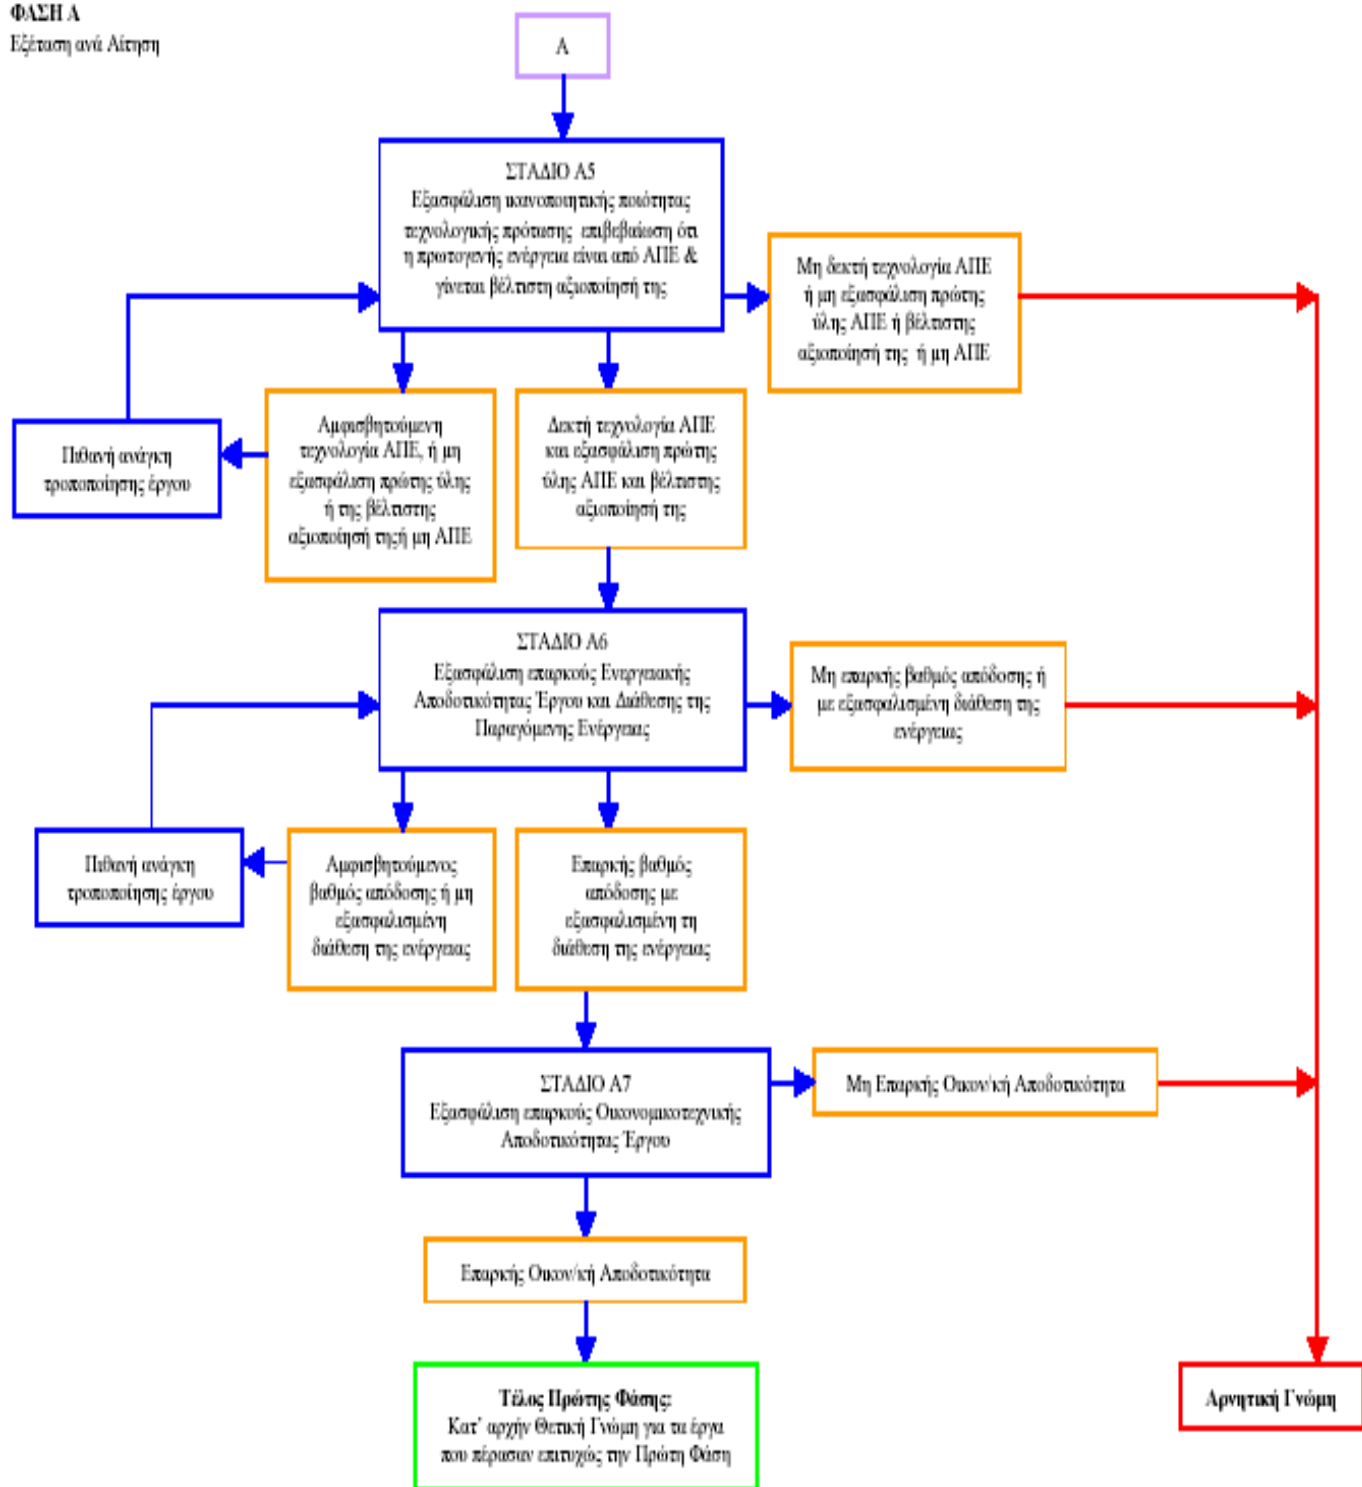 ΦΑΣΗ Α
Εξέταση ανά Αίτηση
Α
ΣΤΑΔΙΟ Α5
Εξασφάλιση ικανοποιητικής ποιότητας
τεχνολογικής πρότασης επιβεβαίωση ότι
η πρωτογενής ενέργεια είναι από ΑΠΕ &
γίνεται βέλτιστη αξιοποίησή της
Μη δεκτή τεχνολογία ΑΠΕ
ή μη εξασφάλιση πρώτης
ύλης ΑΠΕ ή βέλτιστης
αξιοποίησή της ή μη ΑΠΕ
Πιθανή ανάγκη
τροποποίησης έργου
Αμφισβητούμενη
τεχνολογία ΑΠΕ, ή μη
εξασφάλιση πρώτης ύλης
ή της βέλτιστης
αξιοποίησή τηςή μη ΑΠΕ
Δεκτή τεχνολογία ΑΠΕ
και εξασφάλιση πρώτης
ύλης ΑΠΕ και βέλτιστης
αξιοποίησή της
ΣΤΑΔΙΟ Α6
Εξασφάλιση επαρκούς Ενεργειακής
Αποδοτικότητας Έργου και Διάθεσης της
Παραγόμενης Ενέργειας
Μη επαρκής βαθμός απόδοσης ή
με εξασφαλισμένη διάθεση της
ενέργειας
Πιθανή ανάγκη
τροποποίησης έργου
Αμφισβητούμενος
βαθμός απόδοσης ή μη
εξασφαλισμένη
διάθεση της ενέργειας
Επαρκής βαθμός
απόδοσης με
εξασφαλισμένη τη
διάθεση της ενέργειας
ΣΤΑΔΙΟ Α7
Εξασφάλιση επαρκούς Οικονομικοτεχνικής
Αποδοτικότητας Έργου
Μη Επαρκής Οικον/κή Αποδοτικότητα
Επαρκής Οικον/κή Αποδοτικότητα
Τέλος Πρώτης Φάσης:
Κατ' αρχήν Θετική Γνώμη για τα έργα
που πέρασαν επιτυχώς την Πρώτη Φάση
Αρνητική Γνώμη